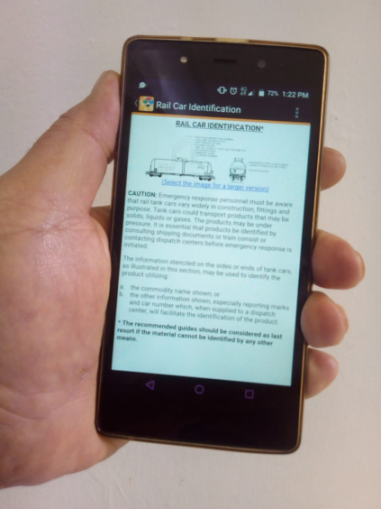 72% 1:22 PM
Rail Car Identification
RAIL CAR IDENTIFICATION*
(Select the image for a larger version)
CAUTION: Emergency response personnel must be aware
that rail tank cars vary widely in construction, fittings and
purpose. Tank cars could transport products that may be
solids, liquids or gases. The products may be under
pressure. It is essential that products be identified by
consulting shipping documents or train consist or
contacting dispatch centers before emergency response is
initiated.
The information stenciled on the sides or ends of tank cars,
as illustrated in this section, may be used to identify the
product utilizing:
a. the commodity name shown; or
b. the other information shown, especially reporting marks
and car number which, when supplied to a dispatch
center, will facilitate the identification of the product.
* The recommended guides should be considered as last
resort if the material cannot be identified by any other
means.